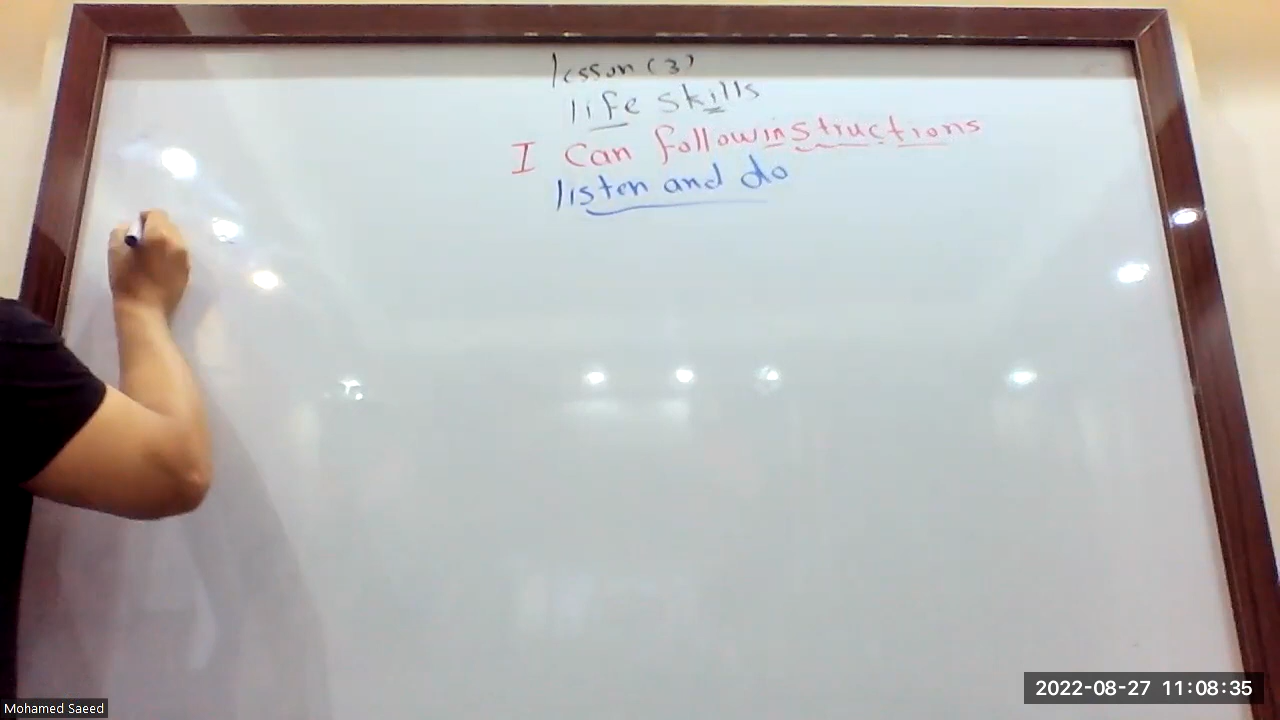 lesson (3)
life skills
I can follow instructions
listen and do
Mohamed Saeed
2022-08-27 11:08:35